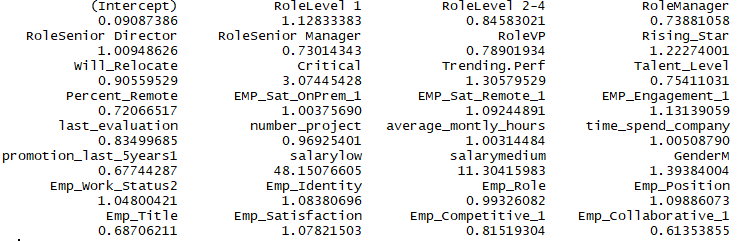 (Intercept) RoleLevel 1 RoleLevel 2-4 RoleManager
0.09087386 1.12833383 0.84583021 0.73881058
RoleSenior Director RoleSenior Manager RoleVP Rising_Star
1.00948626 0.73014343 0.78901934 1.22274001
Will_Relocate Critical Trending.Perf Talent_Level
0.90559529 3.07445428 1.30579529 0.75411031
Percent_Remote EMP_Sat_OnPrem_1 EMP_Sat_Remote_1 EMP_Engagement_1
0.72066517 1.00375690 1.09244891 1.13139059
last_evaluation number_project average_montly_hours time_spend_company
0.83499685 0.96925401 1.00314484 1.00508790
promotion_last_5years1 salarylow salarymedium GenderM
0.67744287 48.15076605 11.30415983 1.39384004
Emp_Work_Status2 Emp_Identity Emp_Role Emp_Position
1.04800421 1.08380696 0.99326082 1.09886073
Emp_Title Emp_Satisfaction Emp_Competitive_1 Emp_Collaborative_1
0.68706211 1.07821503 0.81519304 0.61353855